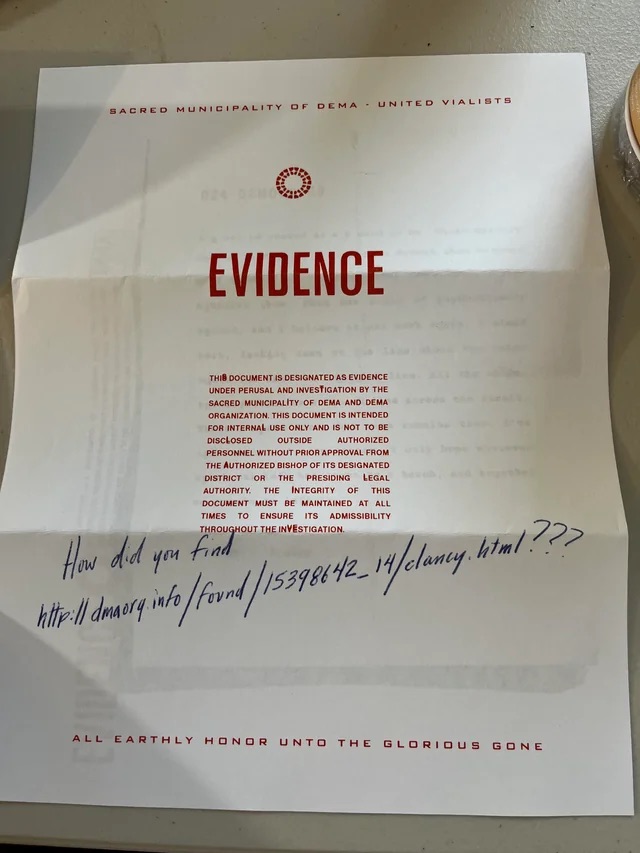 SACRED MUNICIPALITY OF DEMA - UNITED VIALISTS
EVIDENCE
THIS DOCUMENT IS DESIGNATED AS EVIDENCE
UNDER PERUSAL AND INVESTIGATION BY THE
SACRED MUNICIPALITY OF DEMA AND DEMA
ORGANIZATION. THIS DOCUMENT IS INTENDED
FOR INTERNAL USE ONLY AND IS NOT TO BE
DISCLOSED OUTSIDE AUTHORIZED
PERSONNEL WITHOUT PRIOR APPROVAL FROM
THE AUTHORIZED BISHOP OF ITS DESIGNATED
DISTRICT OR THE PRESIDING LEGAL
AUTHORITY. THE INTEGRITY OF THIS
DOCUMENT MUST BE MAINTAINED AT ALL
TIMES TO ENSURE ITS ADMISSIBILITY
THROUGHOUT THE INVESTIGATION.
How did you find
http://dmaorg.info/found/15398642_14/clancy.html???
ALL EARTHLY HONOR UNTO THE GLORIOUS GONE